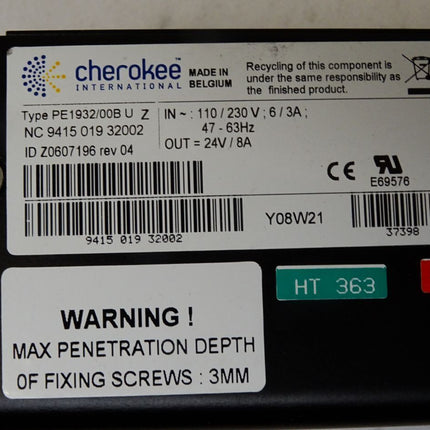 cherokee™
INTERNATIONAL
MADE IN
BELGIUM
Recycling of this component is
under the same responsibility as
the finished product.
Type PE1932/00B U Z
NC 9415 019 32002
ID Z0607196 rev 04
IN ~ : 110 / 230 V ; 6 / 3A ;
47 - 63Hz
OUT = 24V / 8A
CE
E69576
9415 019 32002
Y08W21
37398
HT 363
WARNING !
MAX PENETRATION DEPTH
OF FIXING SCREWS : 3MM